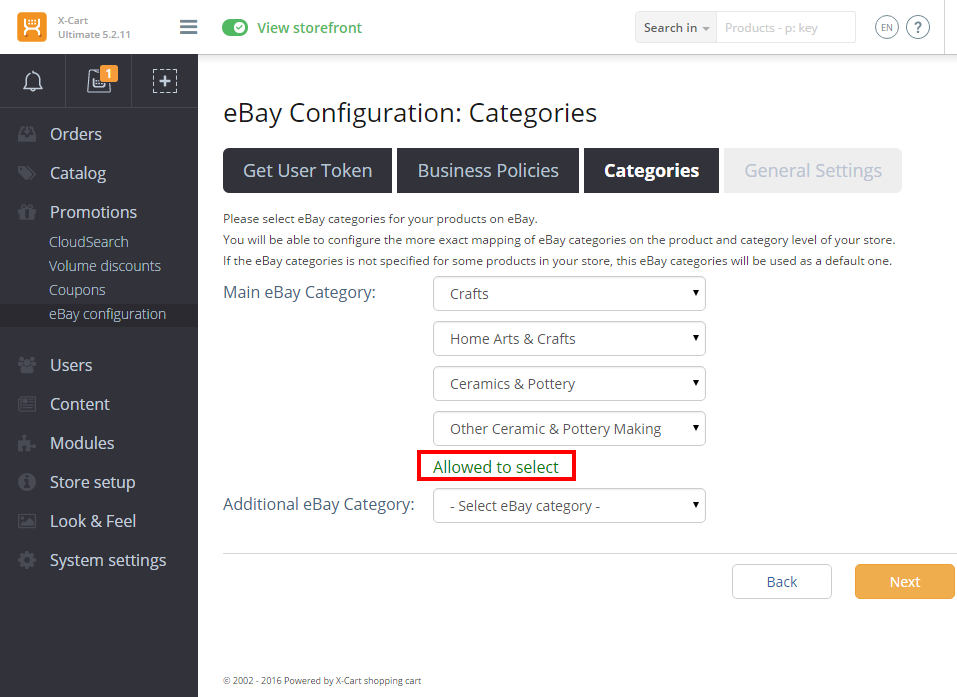 X-Cart
Ultimate 5.2.11
View storefront
Search in
Products - p: key
EN
?
1
Orders
Catalog
Promotions
CloudSearch
Volume discounts
Coupons
eBay configuration
Users
Content
Modules
Store setup
Look & Feel
System settings
eBay Configuration: Categories
Get User Token
Business Policies
Categories
General Settings
Please select eBay categories for your products on eBay.
You will be able to configure the more exact mapping of eBay categories on the product and category level of your store.
If the eBay categories is not specified for some products in your store, this eBay categories will be used as a default one.
Main eBay Category:
Crafts
Home Arts & Crafts
Ceramics & Pottery
Other Ceramic & Pottery Making
Allowed to select
Additional eBay Category:
- Select eBay category -
Back
Next
© 2002 - 2016 Powered by X-Cart shopping cart